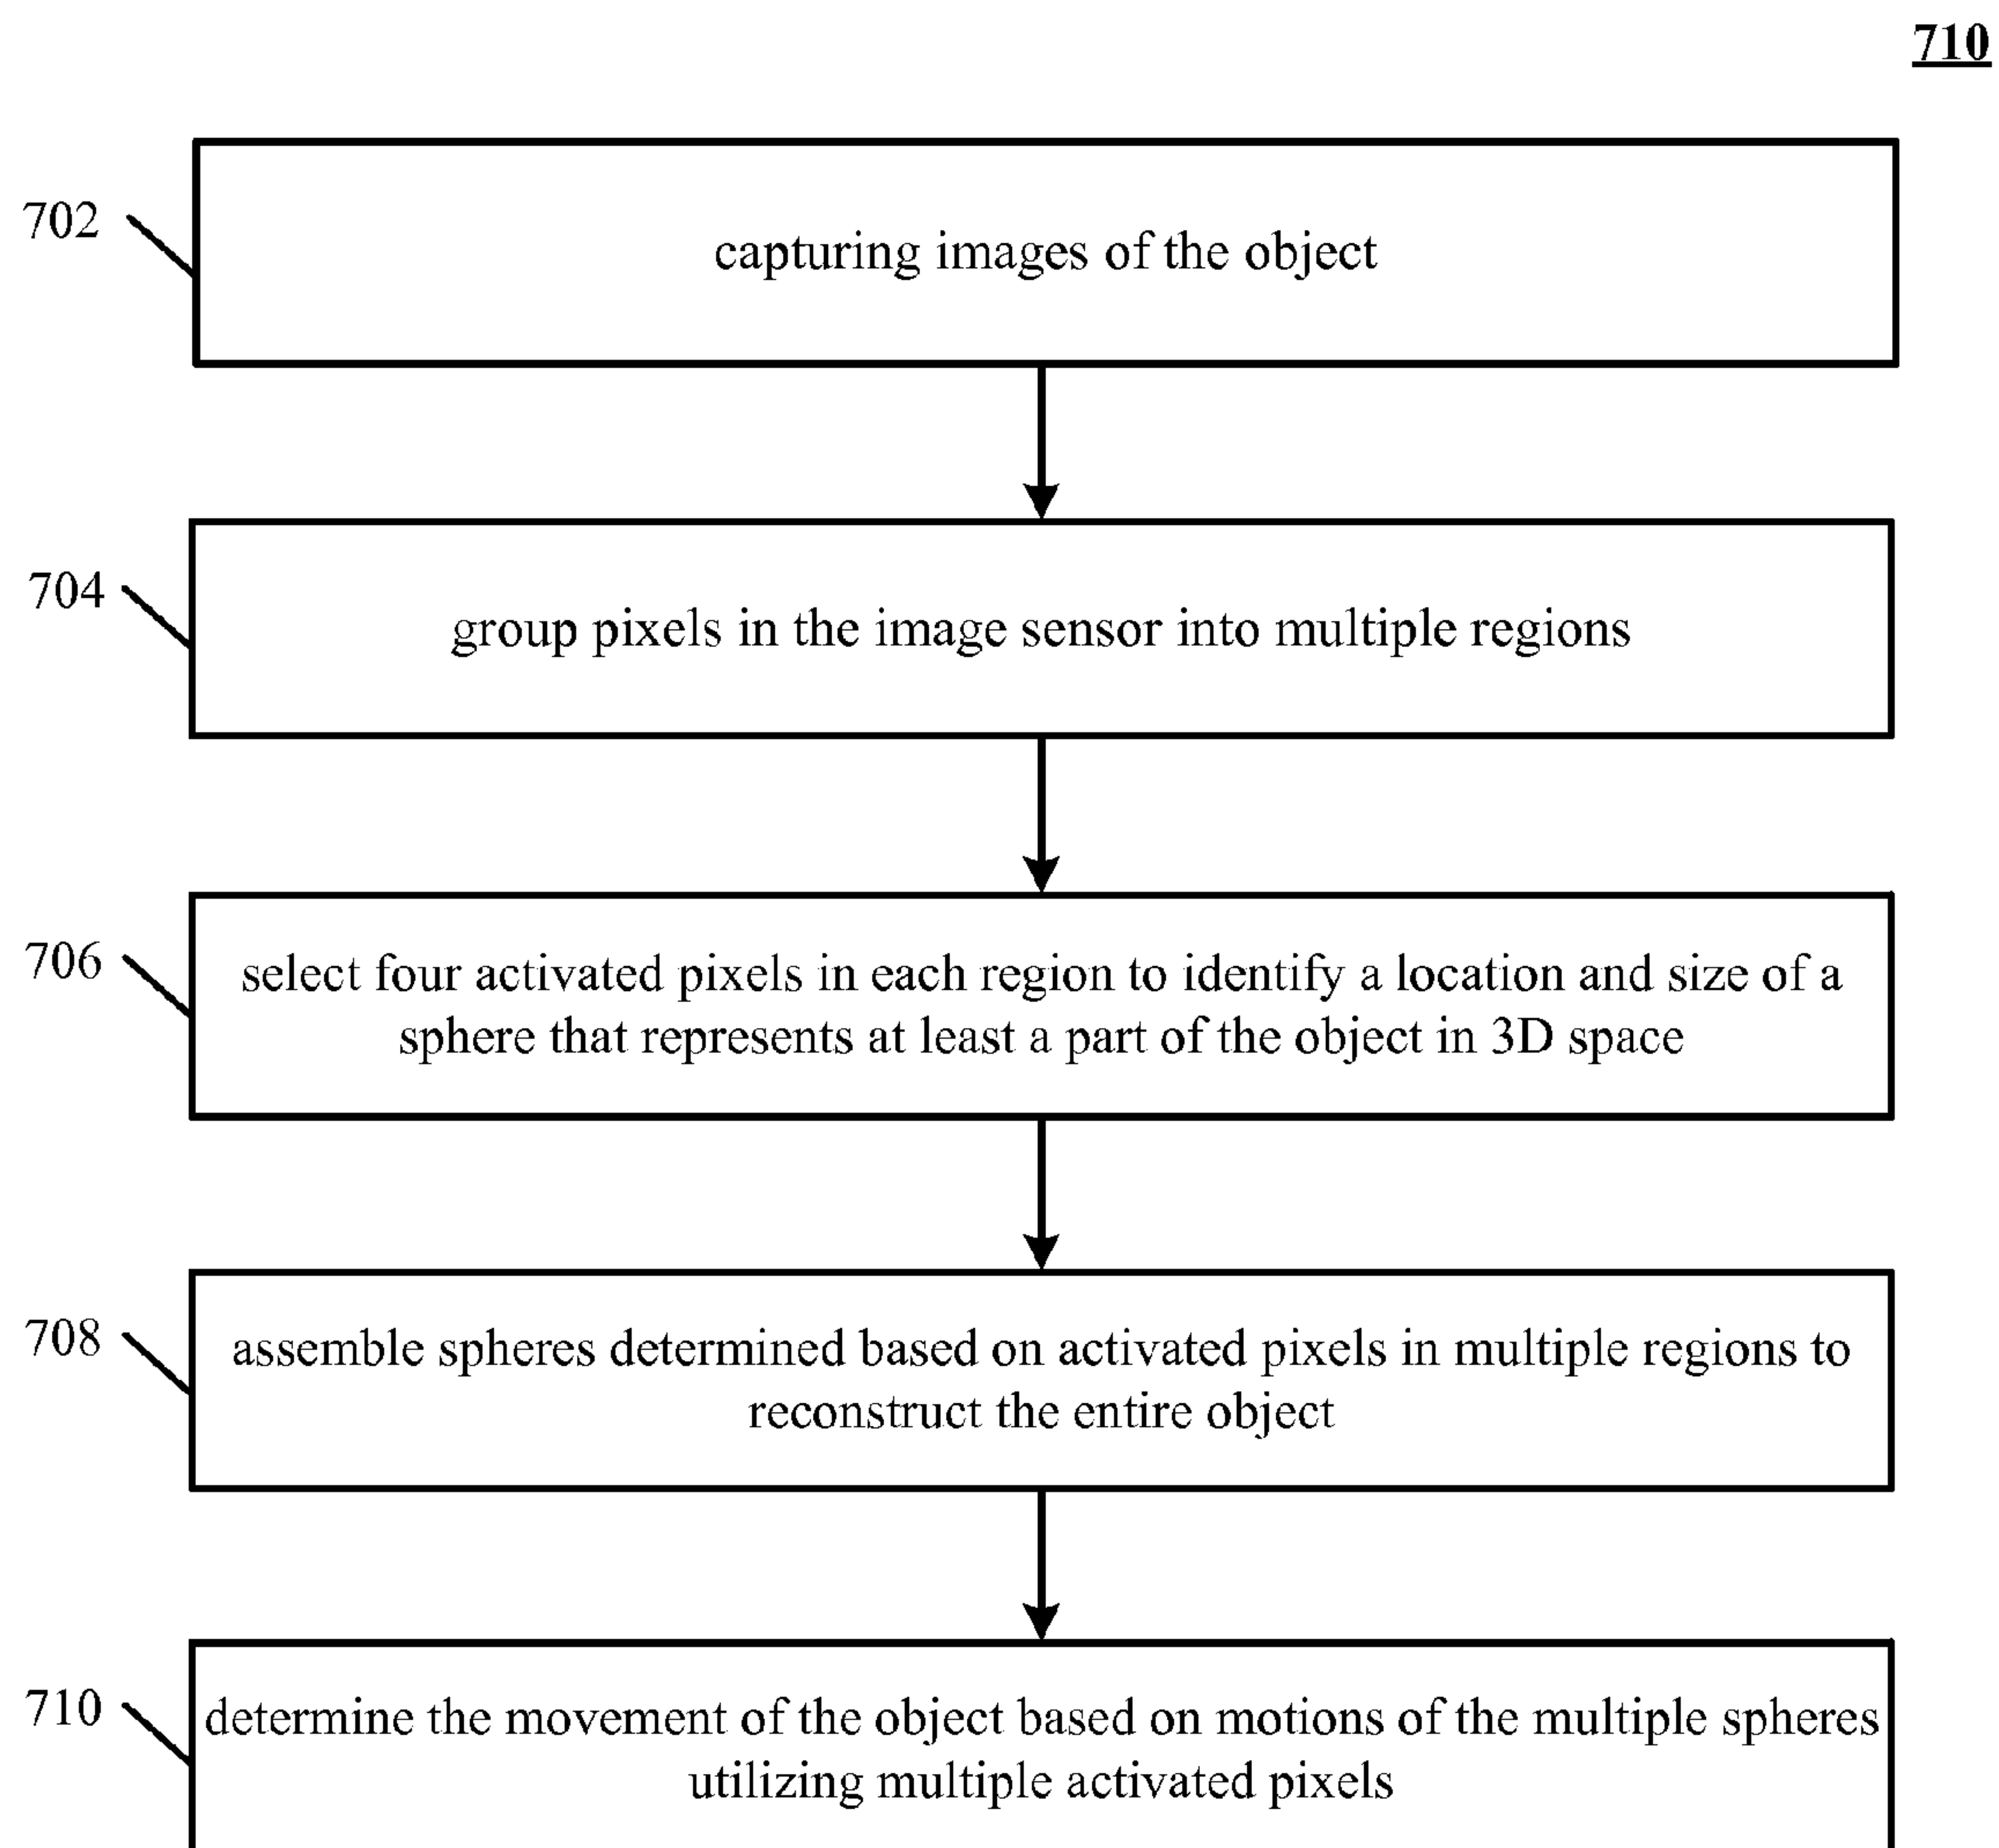 710
702
capturing images of the object
704
group pixels in the image sensor into multiple regions
706
select four activated pixels in each region to identify a location and size of a
sphere that represents at least a part of the object in 3D space
708
assemble spheres determined based on activated pixels in multiple regions to
reconstruct the entire object
710
determine the movement of the object based on motions of the multiple spheres
utilizing multiple activated pixels